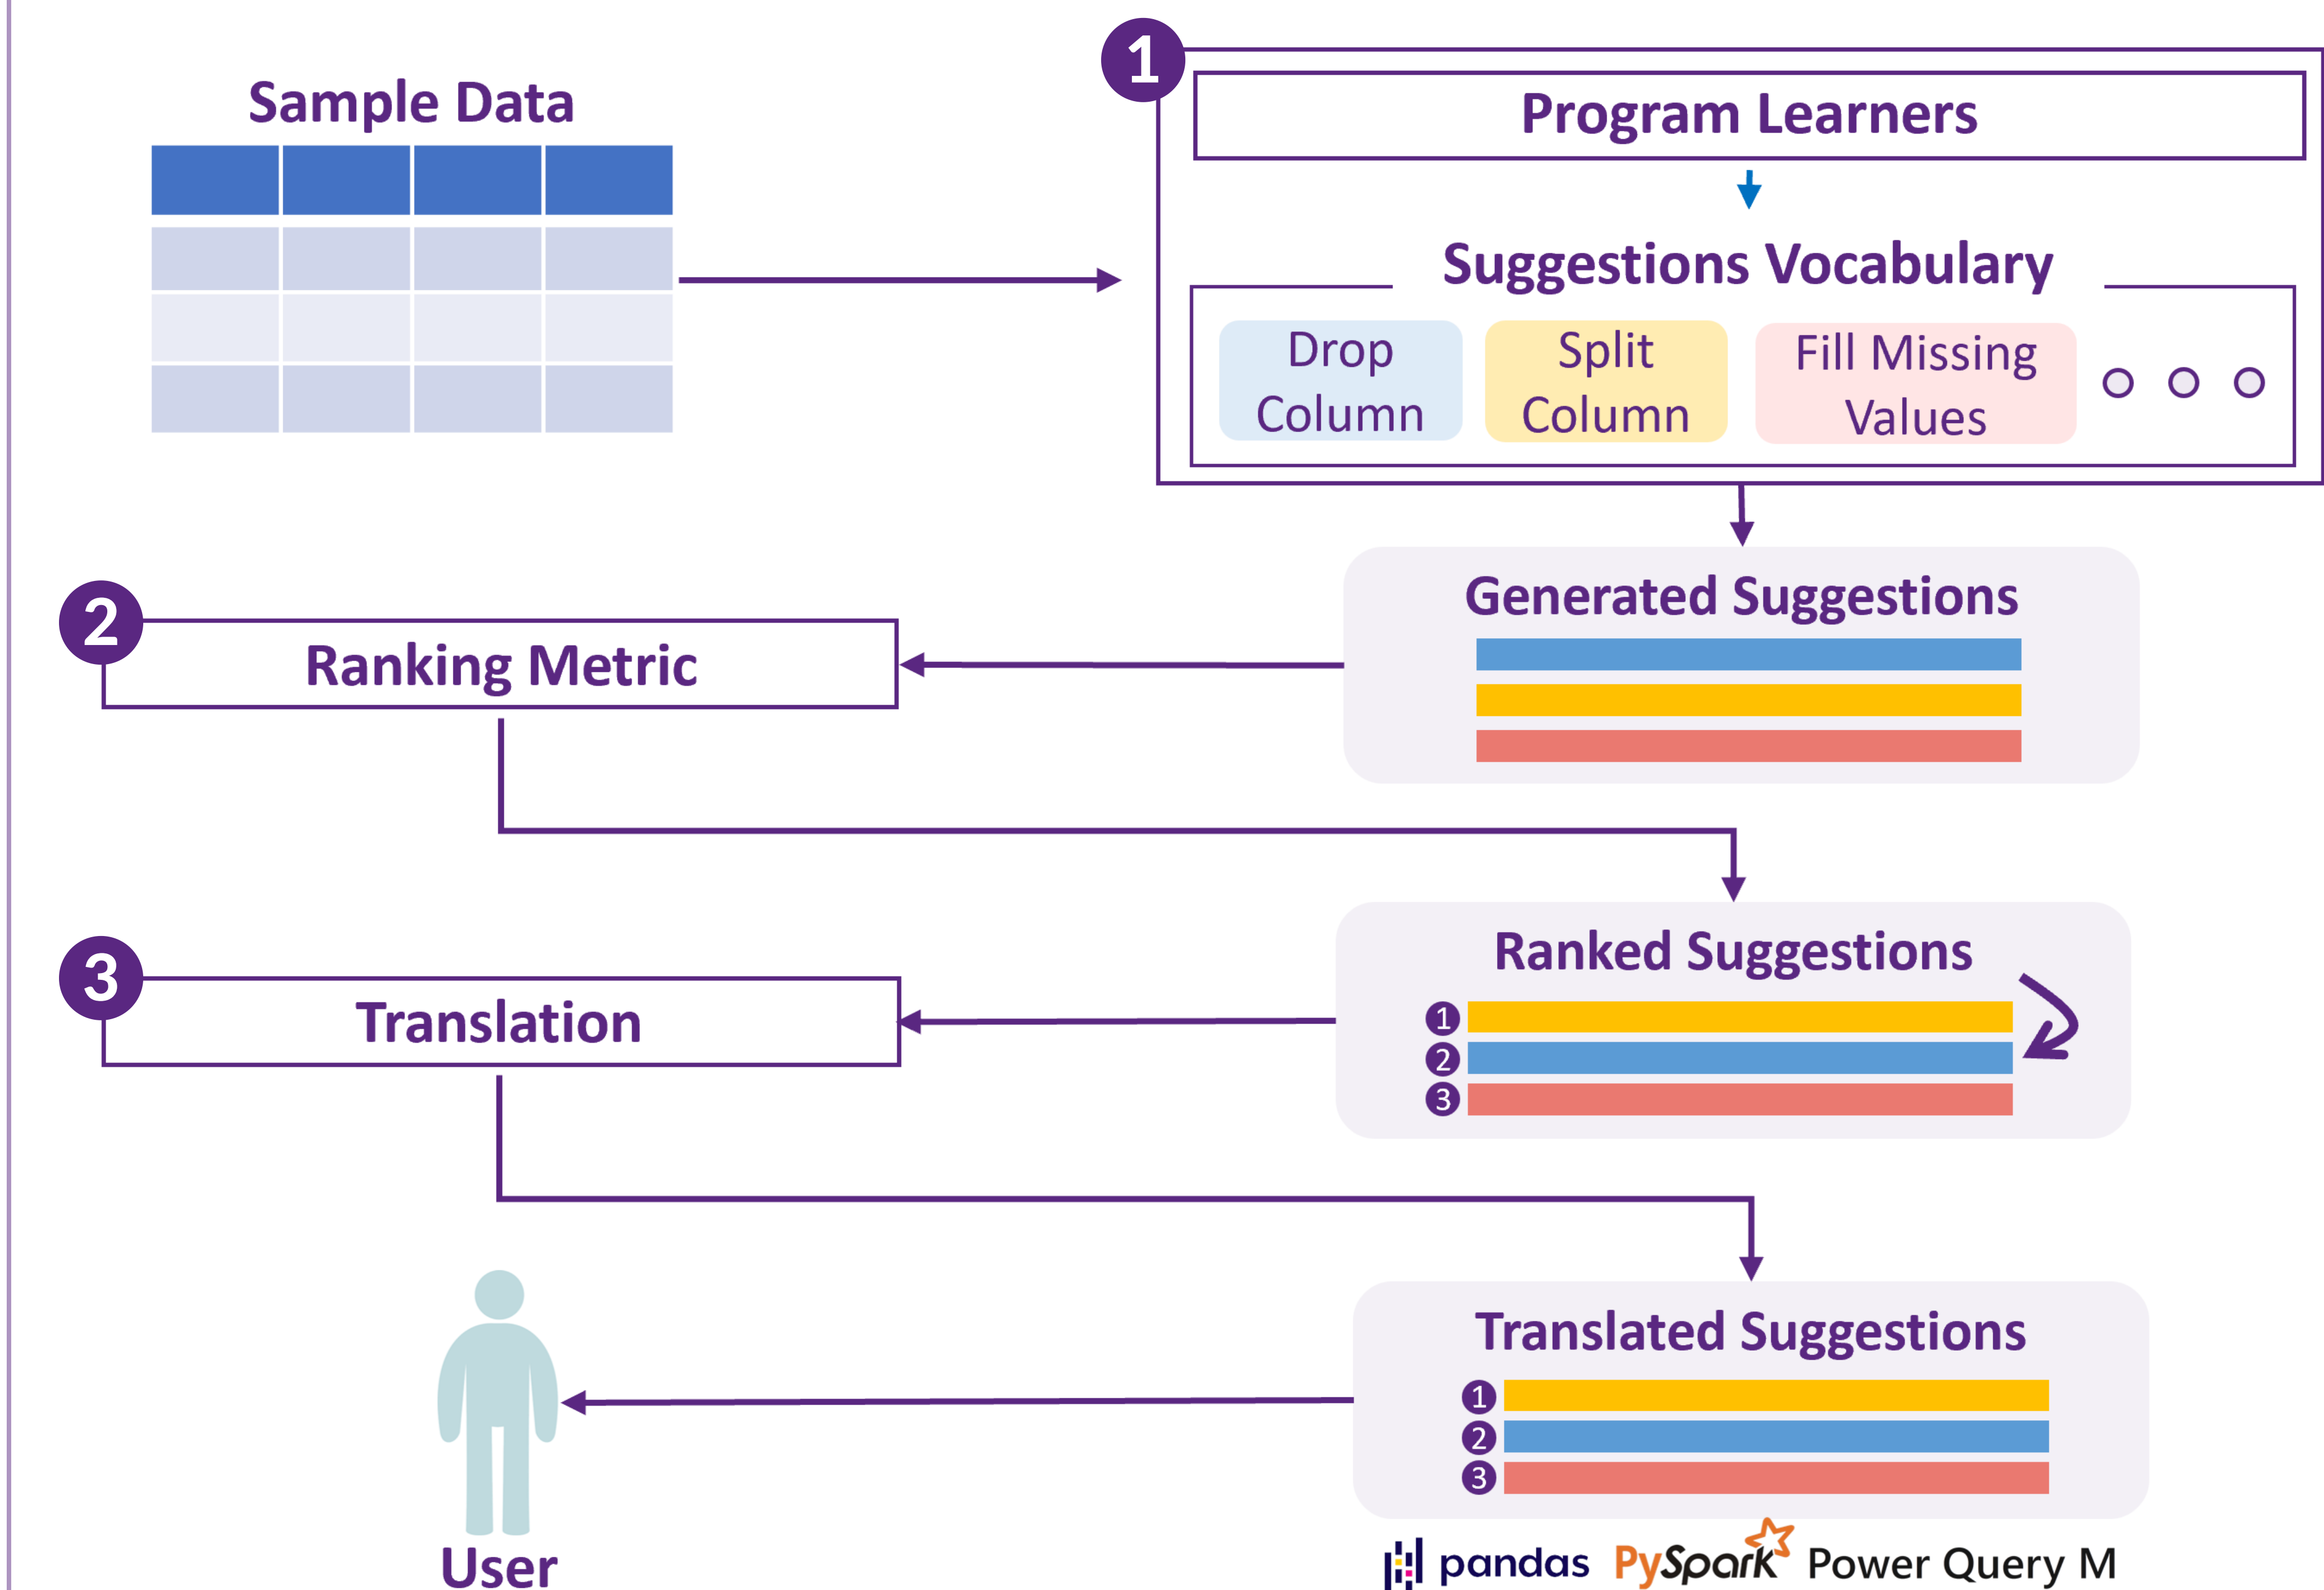 Sample Data
1
Program Learners
Suggestions Vocabulary
Drop
Column
Split
Column
Fill Missing
Values
Generated Suggestions
2
Ranking Metric
Ranked Suggestions
1
2
3
3
Translation
Translated Suggestions
1
2
3
User
pandas
PySpark
Power Query M